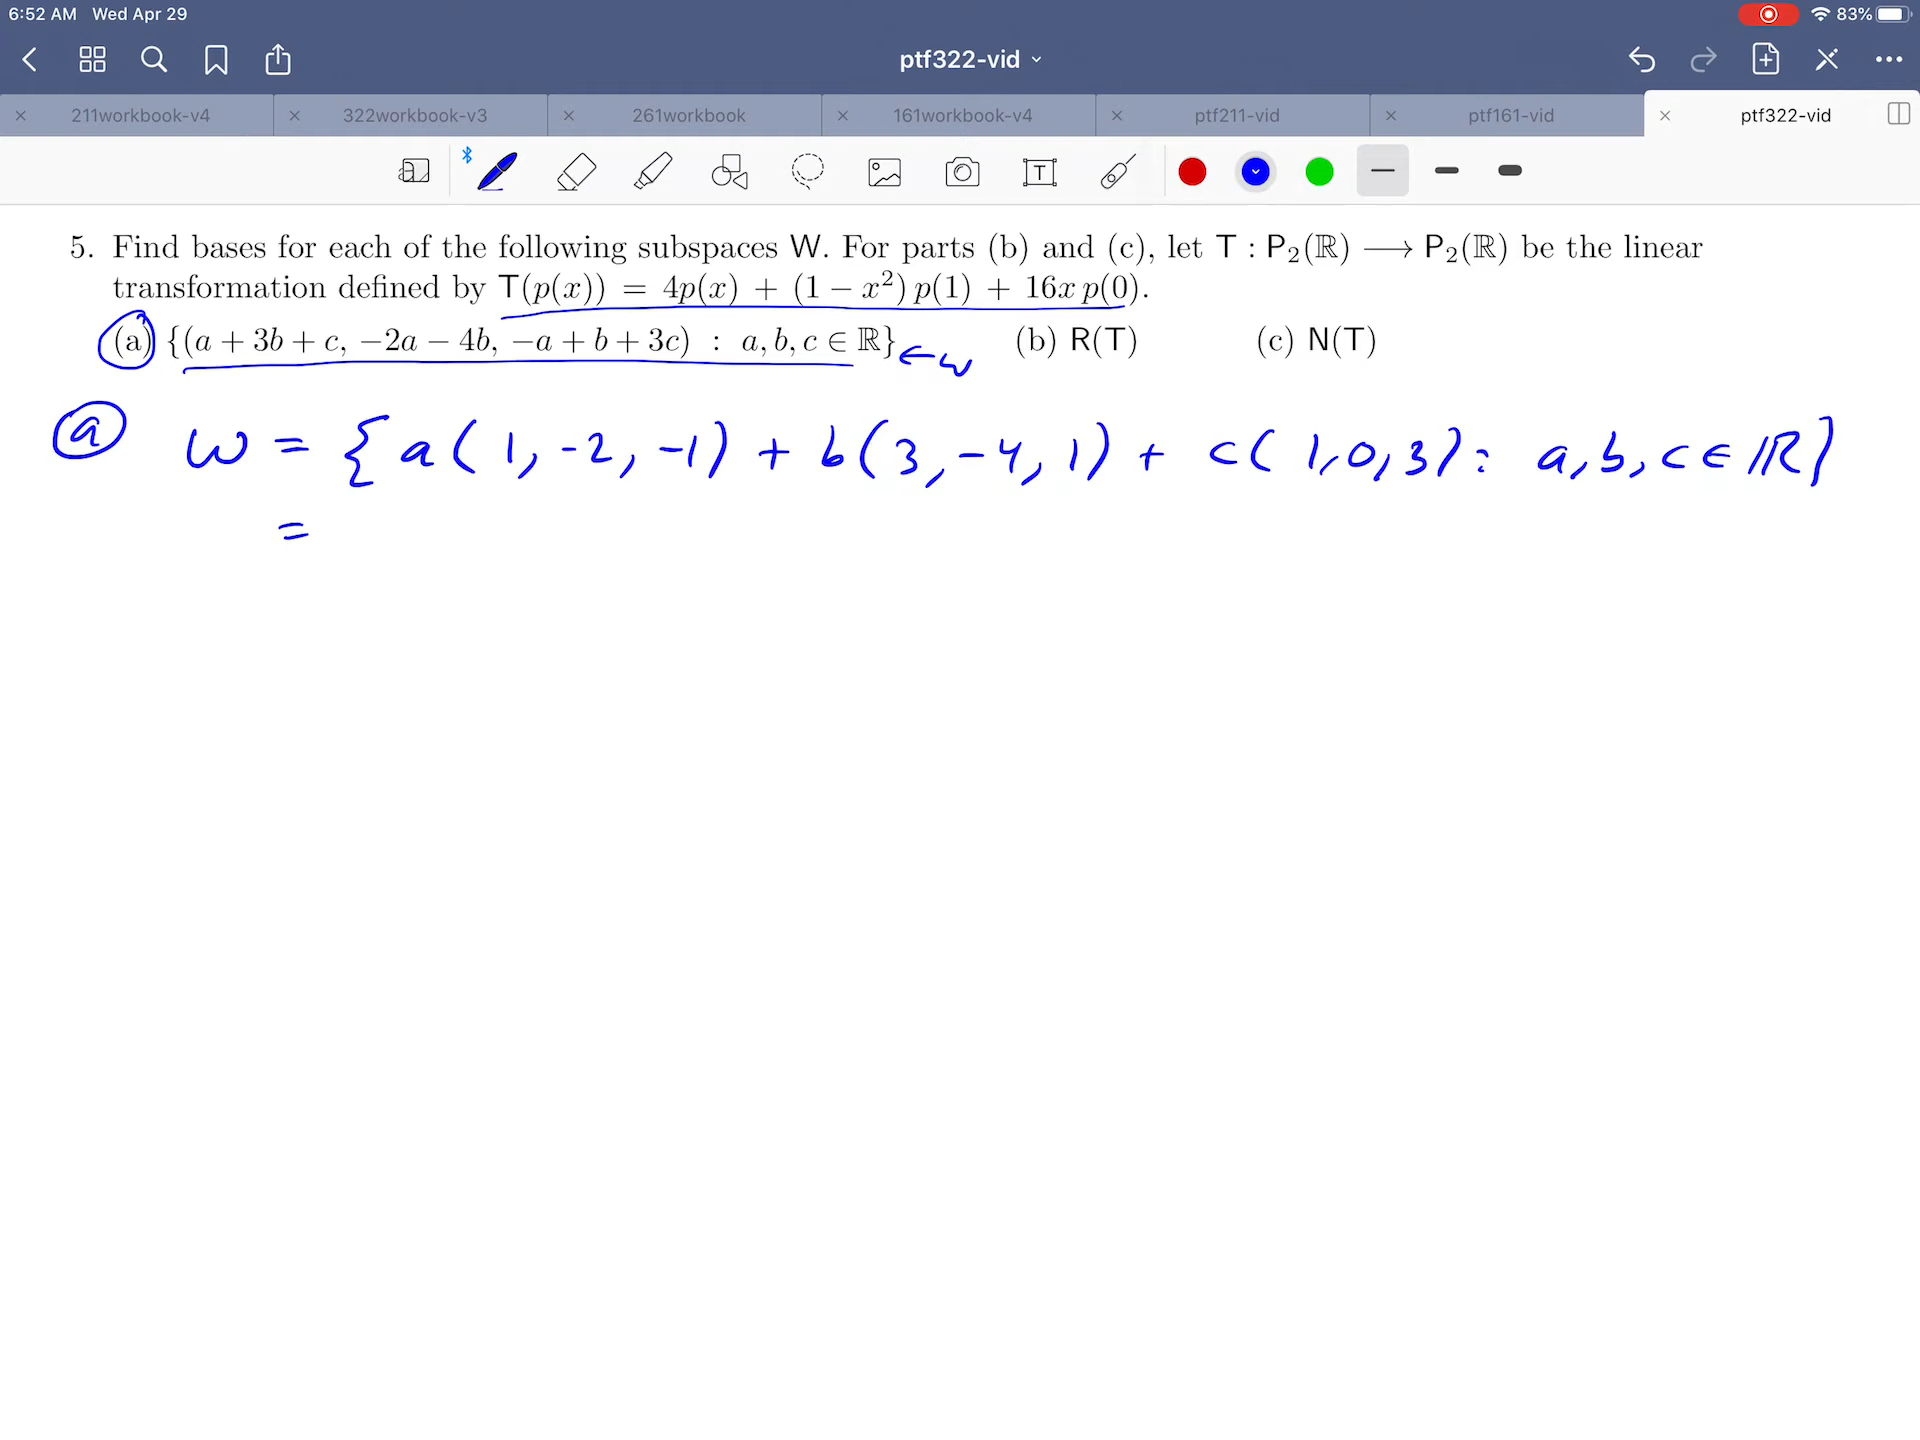 6:52 AM Wed Apr 29 83%
ptf322-vid
211workbook-v4 322workbook-v3 261workbook 161workbook-v4 ptf211-vid ptf161-vid ptf322-vid
5. Find bases for each of the following subspaces W. For parts (b) and (c), let T : P₂(ℝ) ⟶ P₂(ℝ) be the linear
transformation defined by T(p(x)) = 4p(x) + (1 − x²) p(1) + 16x p(0).
(a) {(a + 3b + c, −2a − 4b, −a + b + 3c) : a, b, c ∈ ℝ} ← W (b) R(T) (c) N(T)
(a) W = { a(1, -2, -1) + b(3, -4, 1) + c(1, 0, 3) : a, b, c ∈ ℝ }
=